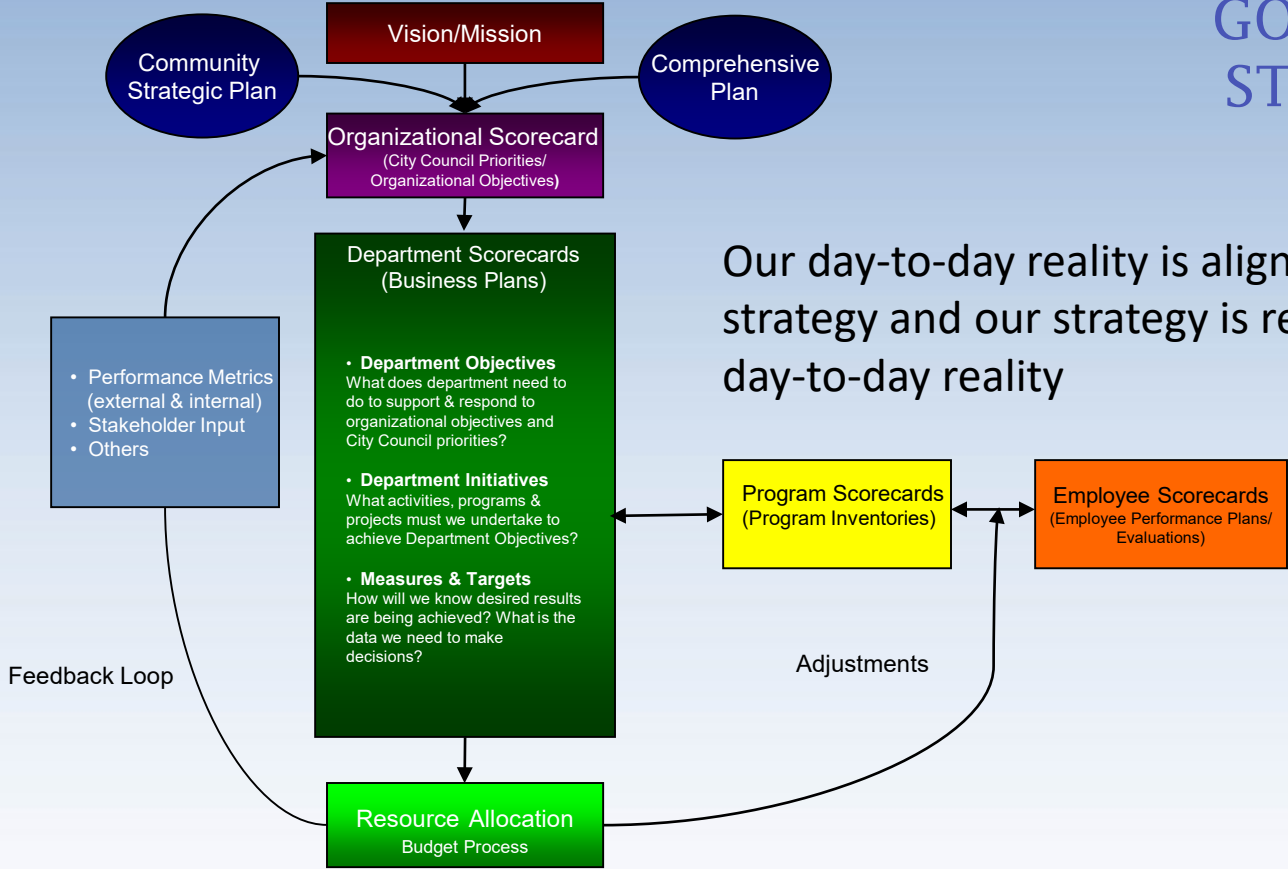 GO
ST
Vision/Mission
Community
Strategic Plan
Comprehensive
Plan
Organizational Scorecard
(City Council Priorities/
Organizational Objectives)
Department Scorecards
(Business Plans)
• Department Objectives
What does department need to
do to support & respond to
organizational objectives and
City Council priorities?
• Department Initiatives
What activities, programs &
projects must we undertake to
achieve Department Objectives?
• Measures & Targets
How will we know desired results
are being achieved? What is the
data we need to make
decisions?
Our day-to-day reality is align
strategy and our strategy is re
day-to-day reality
• Performance Metrics
(external & internal)
• Stakeholder Input
• Others
Program Scorecards
(Program Inventories)
Employee Scorecards
(Employee Performance Plans/
Evaluations)
Feedback Loop
Adjustments
Resource Allocation
Budget Process